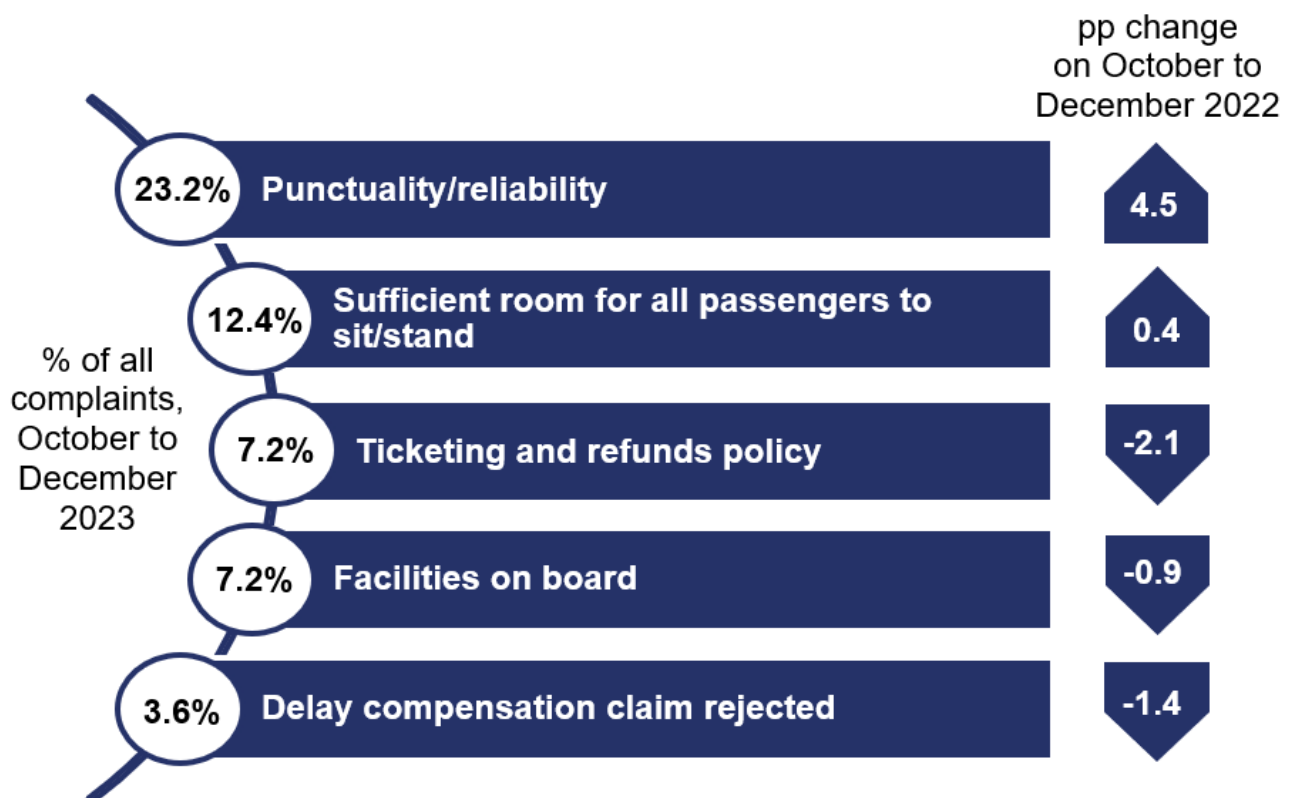 pp change
on October to
December 2022
23.2%
Punctuality/reliability
4.5
12.4%
Sufficient room for all passengers to
sit/stand
0.4
% of all
complaints,
October to
December
2023
7.2%
Ticketing and refunds policy
-2.1
7.2%
Facilities on board
-0.9
3.6%
Delay compensation claim rejected
-1.4